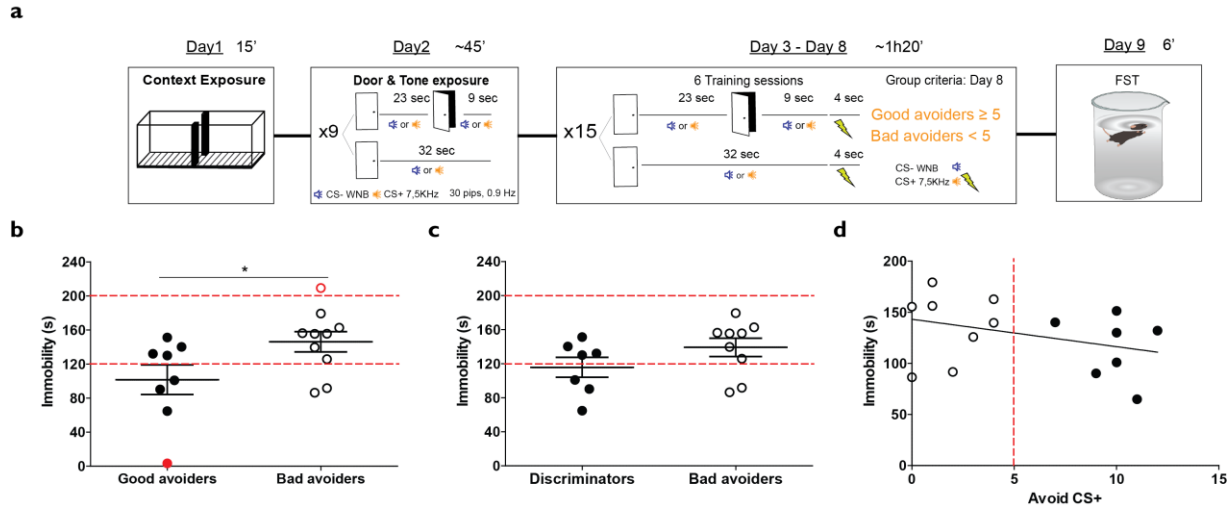 a
Day1 15’
Day2 ~45’
Day 3 - Day 8 ~1h20’
Day 9 6’
Context Exposure
Door & Tone exposure
23 sec 9 sec
x9
or or
32 sec
or
CS- WNB CS+ 7,5KHz 30 pips, 0.9 Hz
6 Training sessions
Group criteria: Day 8
23 sec 9 sec 4 sec
x15
or or
32 sec 4 sec
or
Good avoiders ≥ 5
Bad avoiders < 5
CS- WNB
CS+ 7,5KHz
FST
b
Immobility (s)
240
200
160
120
80
40
0
*
Good avoiders Bad avoiders
c
Immobility (s)
240
200
160
120
80
40
0
Discriminators Bad avoiders
d
Immobility (s)
200
150
100
50
0
0 5 10 15
Avoid CS+